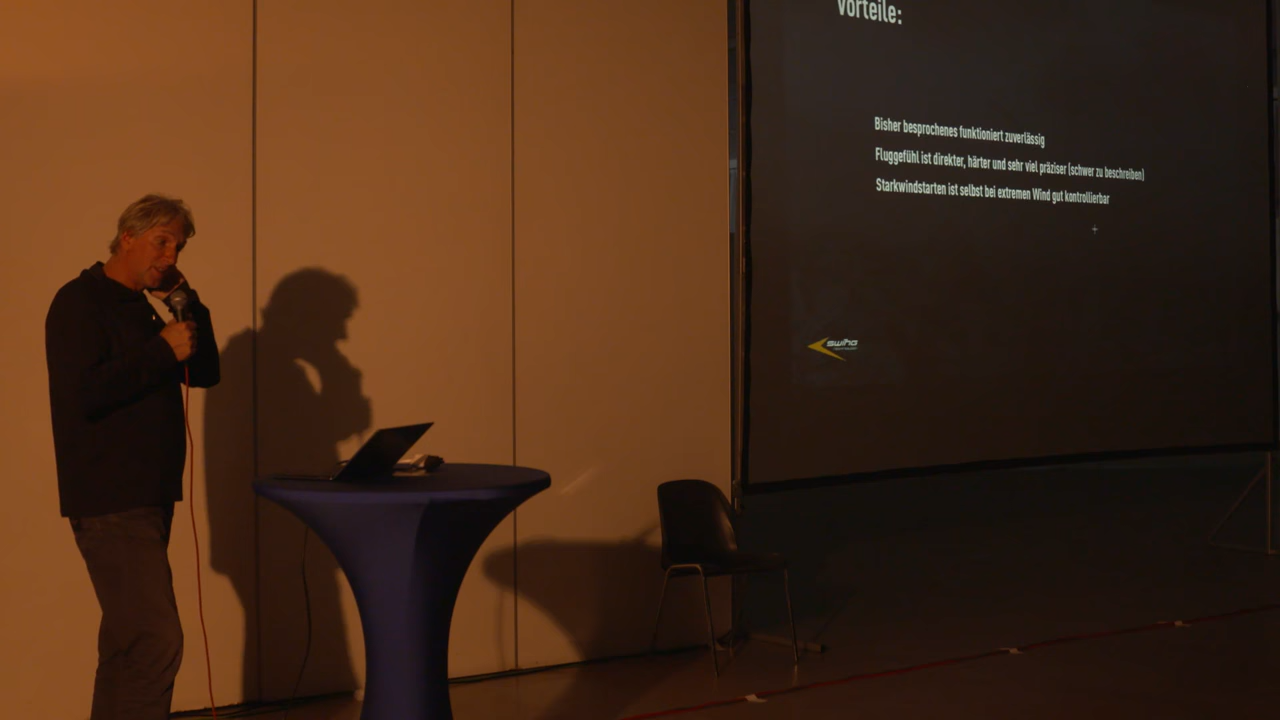 Vorteile:
Bisher besprochenes funktioniert zuverlässig
Fluggefühl ist direkter, härter und sehr viel präziser (schwer zu beschreiben)
Starkwindstarten ist selbst bei extremen Wind gut kontrollierbar
swing